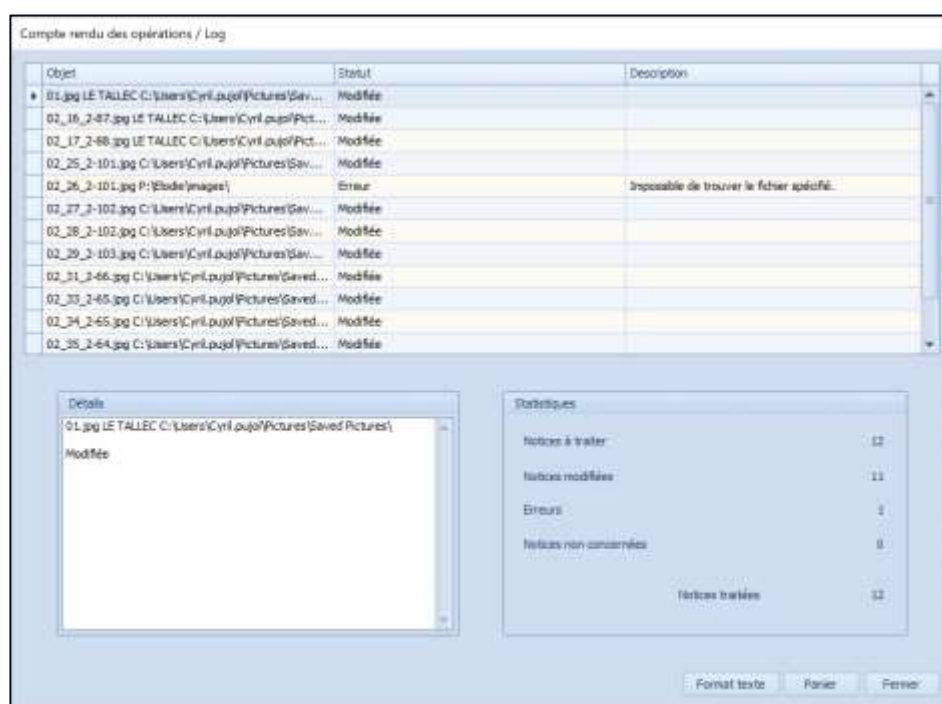 Compte rendu des opérations / Log
Objet Statut Description
01.jpg LE TALLEC C:\Users\Cyril.pujol\Pictures\Sav... Modifiée
02_16_2-87.jpg LE TALLEC C:\Users\Cyril.pujol\Pict... Modifiée
02_17_2-88.jpg LE TALLEC C:\Users\Cyril.pujol\Pict... Modifiée
02_25_2-101.jpg C:\Users\Cyril.pujol\Pictures\Sav... Modifiée
02_26_2-101.jpg P:\Elodie\images\ Erreur Impossible de trouver le fichier spécifié.
02_27_2-102.jpg C:\Users\Cyril.pujol\Pictures\Sav... Modifiée
02_28_2-102.jpg C:\Users\Cyril.pujol\Pictures\Sav... Modifiée
02_29_2-103.jpg C:\Users\Cyril.pujol\Pictures\Sav... Modifiée
02_31_2-66.jpg C:\Users\Cyril.pujol\Pictures\Saved... Modifiée
02_33_2-65.jpg C:\Users\Cyril.pujol\Pictures\Saved... Modifiée
02_34_2-65.jpg C:\Users\Cyril.pujol\Pictures\Saved... Modifiée
02_35_2-64.jpg C:\Users\Cyril.pujol\Pictures\Saved... Modifiée
Détails
01.jpg LE TALLEC C:\Users\Cyril.pujol\Pictures\Saved Pictures\
Modifiée
Statistiques
Notices à traiter 12
Notices modifiées 11
Erreurs 1
Notices non concernées 0
Notices traitées 12
Format texte Panier Fermer